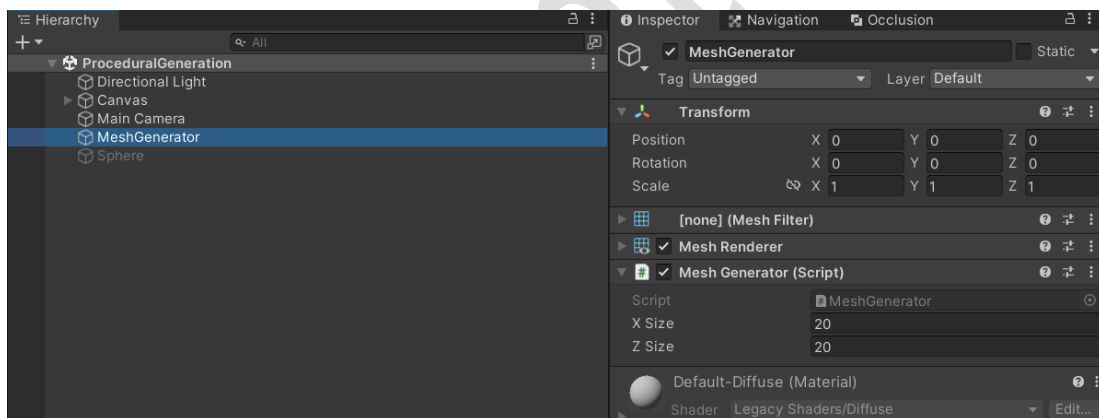 Hierarchy
All
ProceduralGeneration
Directional Light
Canvas
Main Camera
MeshGenerator
Sphere
Inspector Navigation Occlusion
MeshGenerator Static
Tag Untagged Layer Default
Transform
Position X 0 Y 0 Z 0
Rotation X 0 Y 0 Z 0
Scale X 1 Y 1 Z 1
[none] (Mesh Filter)
Mesh Renderer
# Mesh Generator (Script)
Script # MeshGenerator
X Size 20
Z Size 20
Default-Diffuse (Material)
Shader Legacy Shaders/Diffuse Edit...